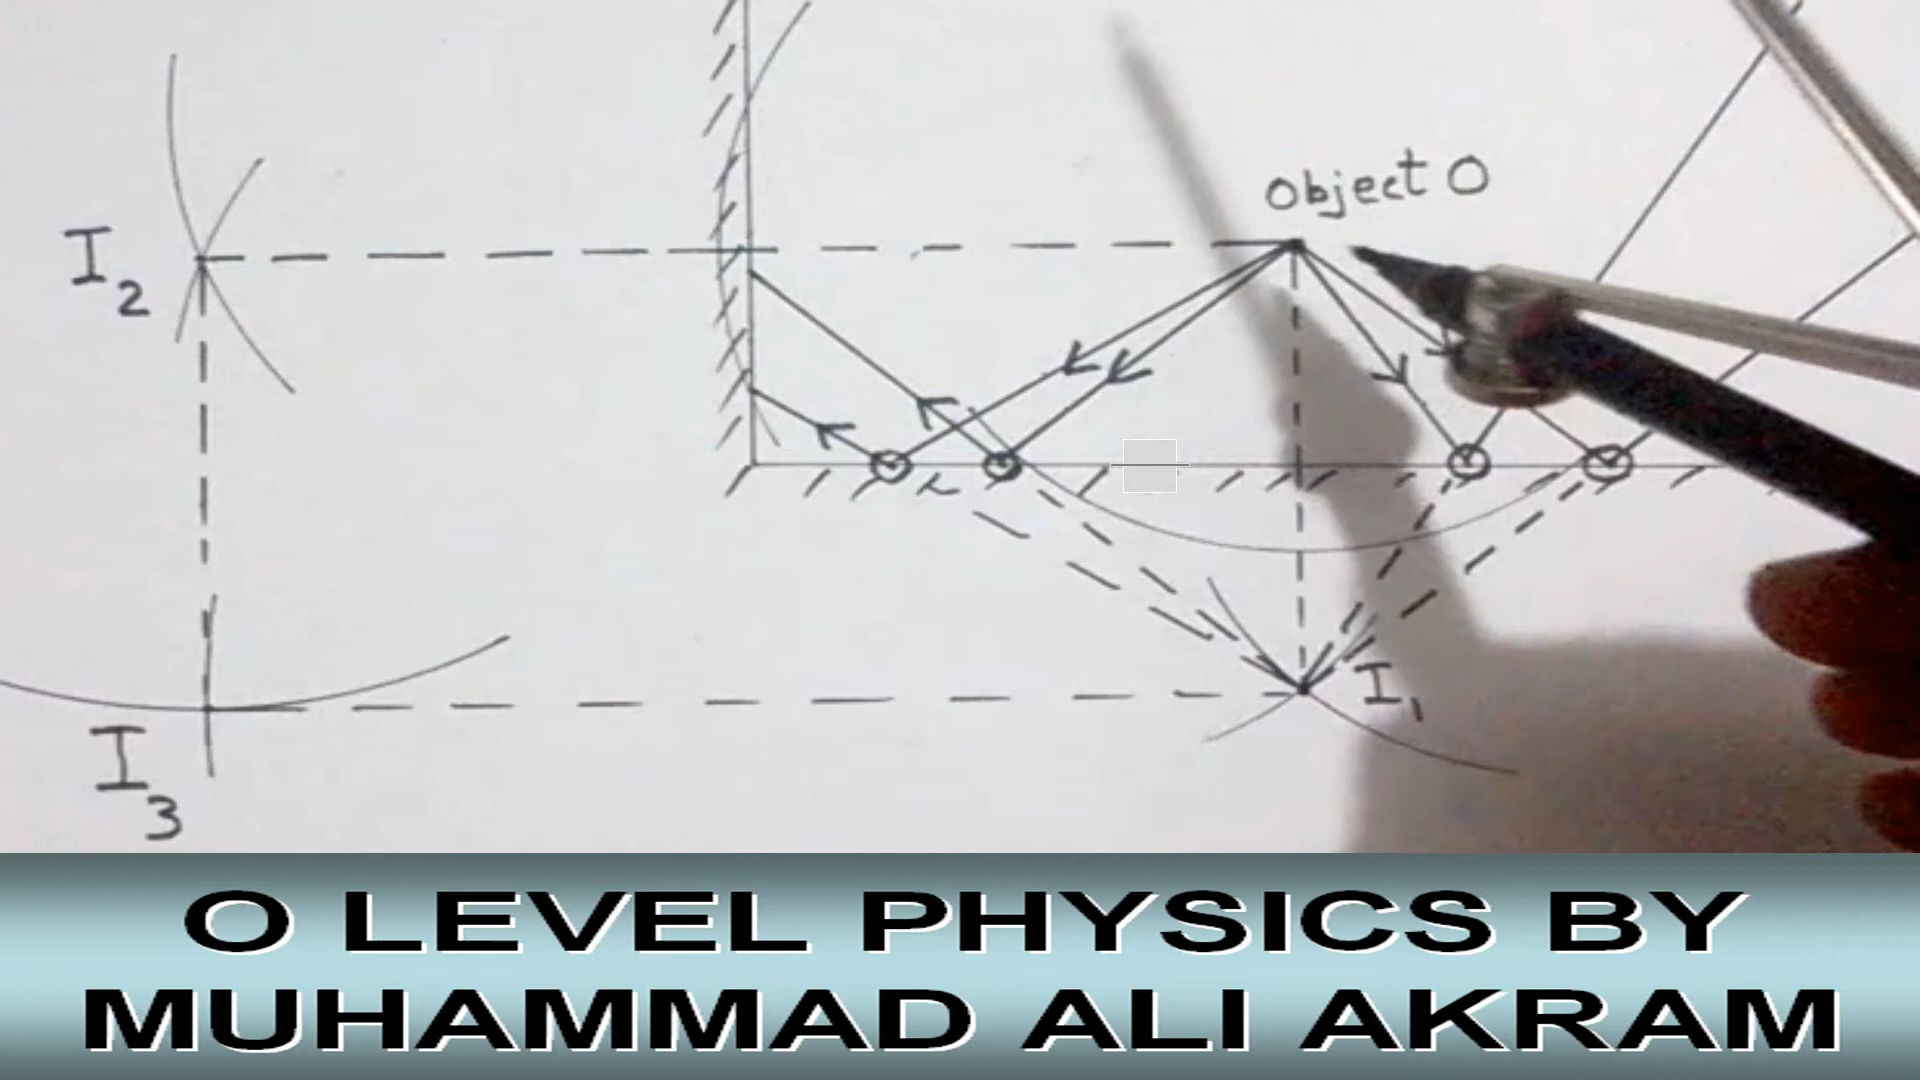 Object O
I2
I1
I3
O LEVEL PHYSICS BY
MUHAMMAD ALI AKRAM